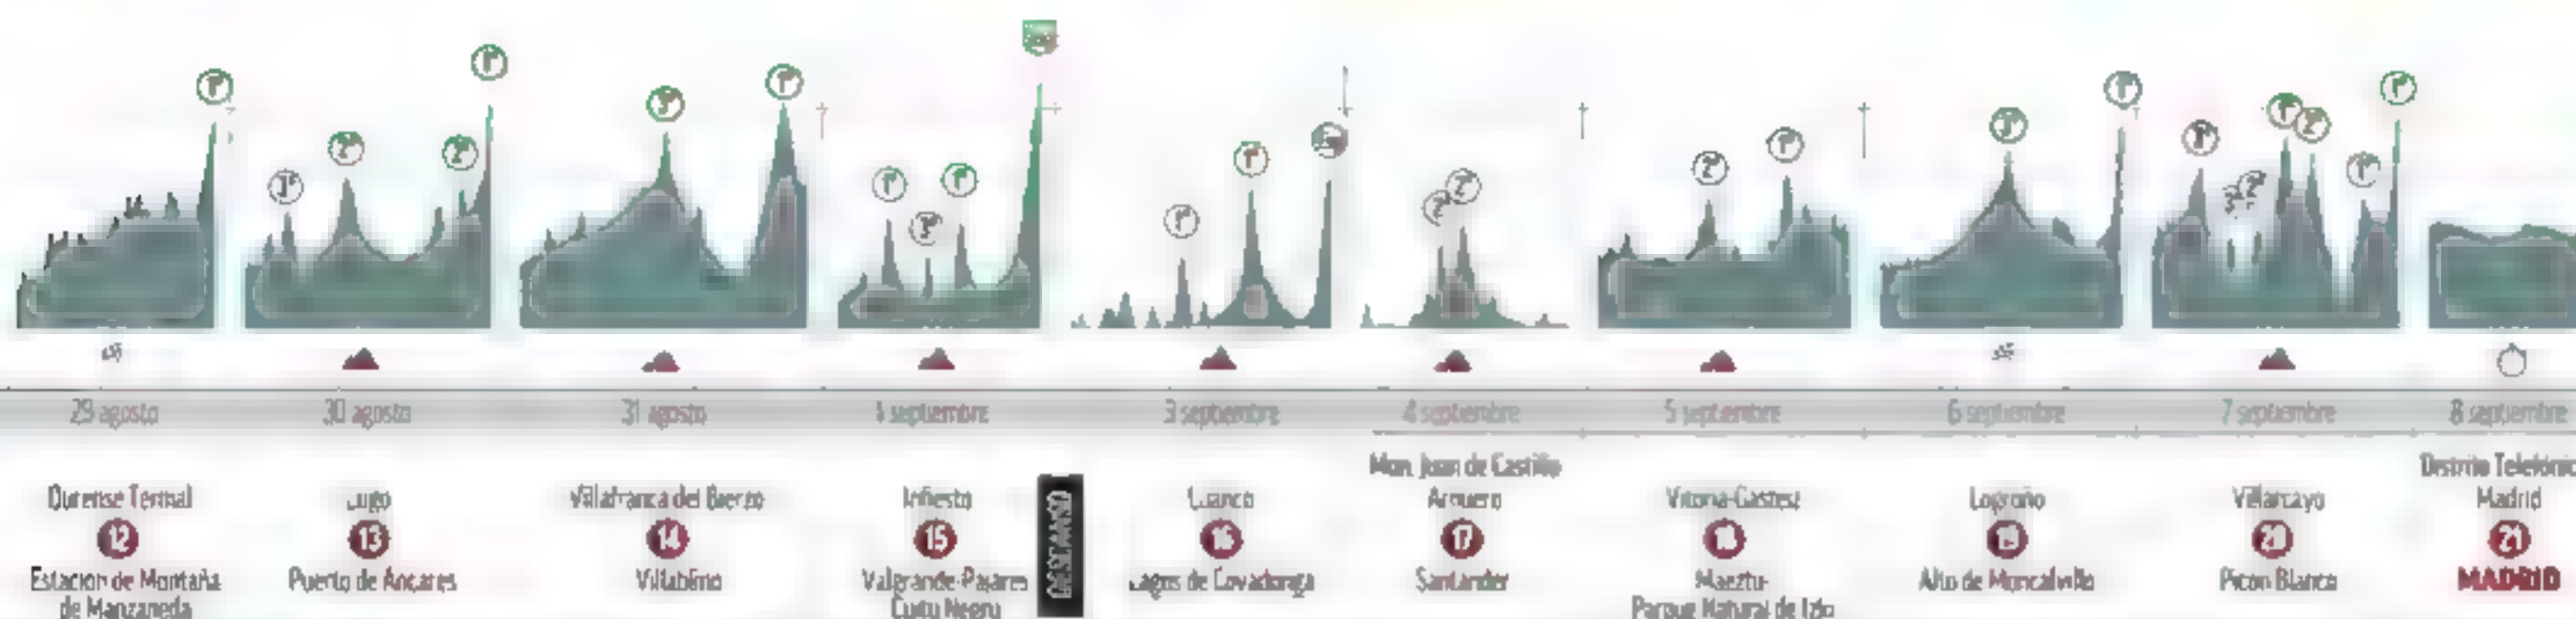 29 agosto
30 agosto
31 agosto
1 septiembre
3 septiembre
4 septiembre
5 septiembre
6 septiembre
7 septiembre
8 septiembre
Ourense Termal
12
Estación de Montaña
de Manzaneda
Lugo
13
Puerto de Ancares
Villafranca del Bierzo
14
Villablino
Infiesto
15
Valgrande-Pajares
Cuitu Negru
DESCANSO
Luanco
16
Lagos de Covadonga
Mon. Juan de Castillo
Arnuero
17
Santander
Vitoria-Gasteiz
18
Maeztu-
Parque Natural de Izki
Logroño
19
Alto de Moncalvillo
Villarcayo
20
Picón Blanco
Distrito Telefónic
Madrid
21
MADRID